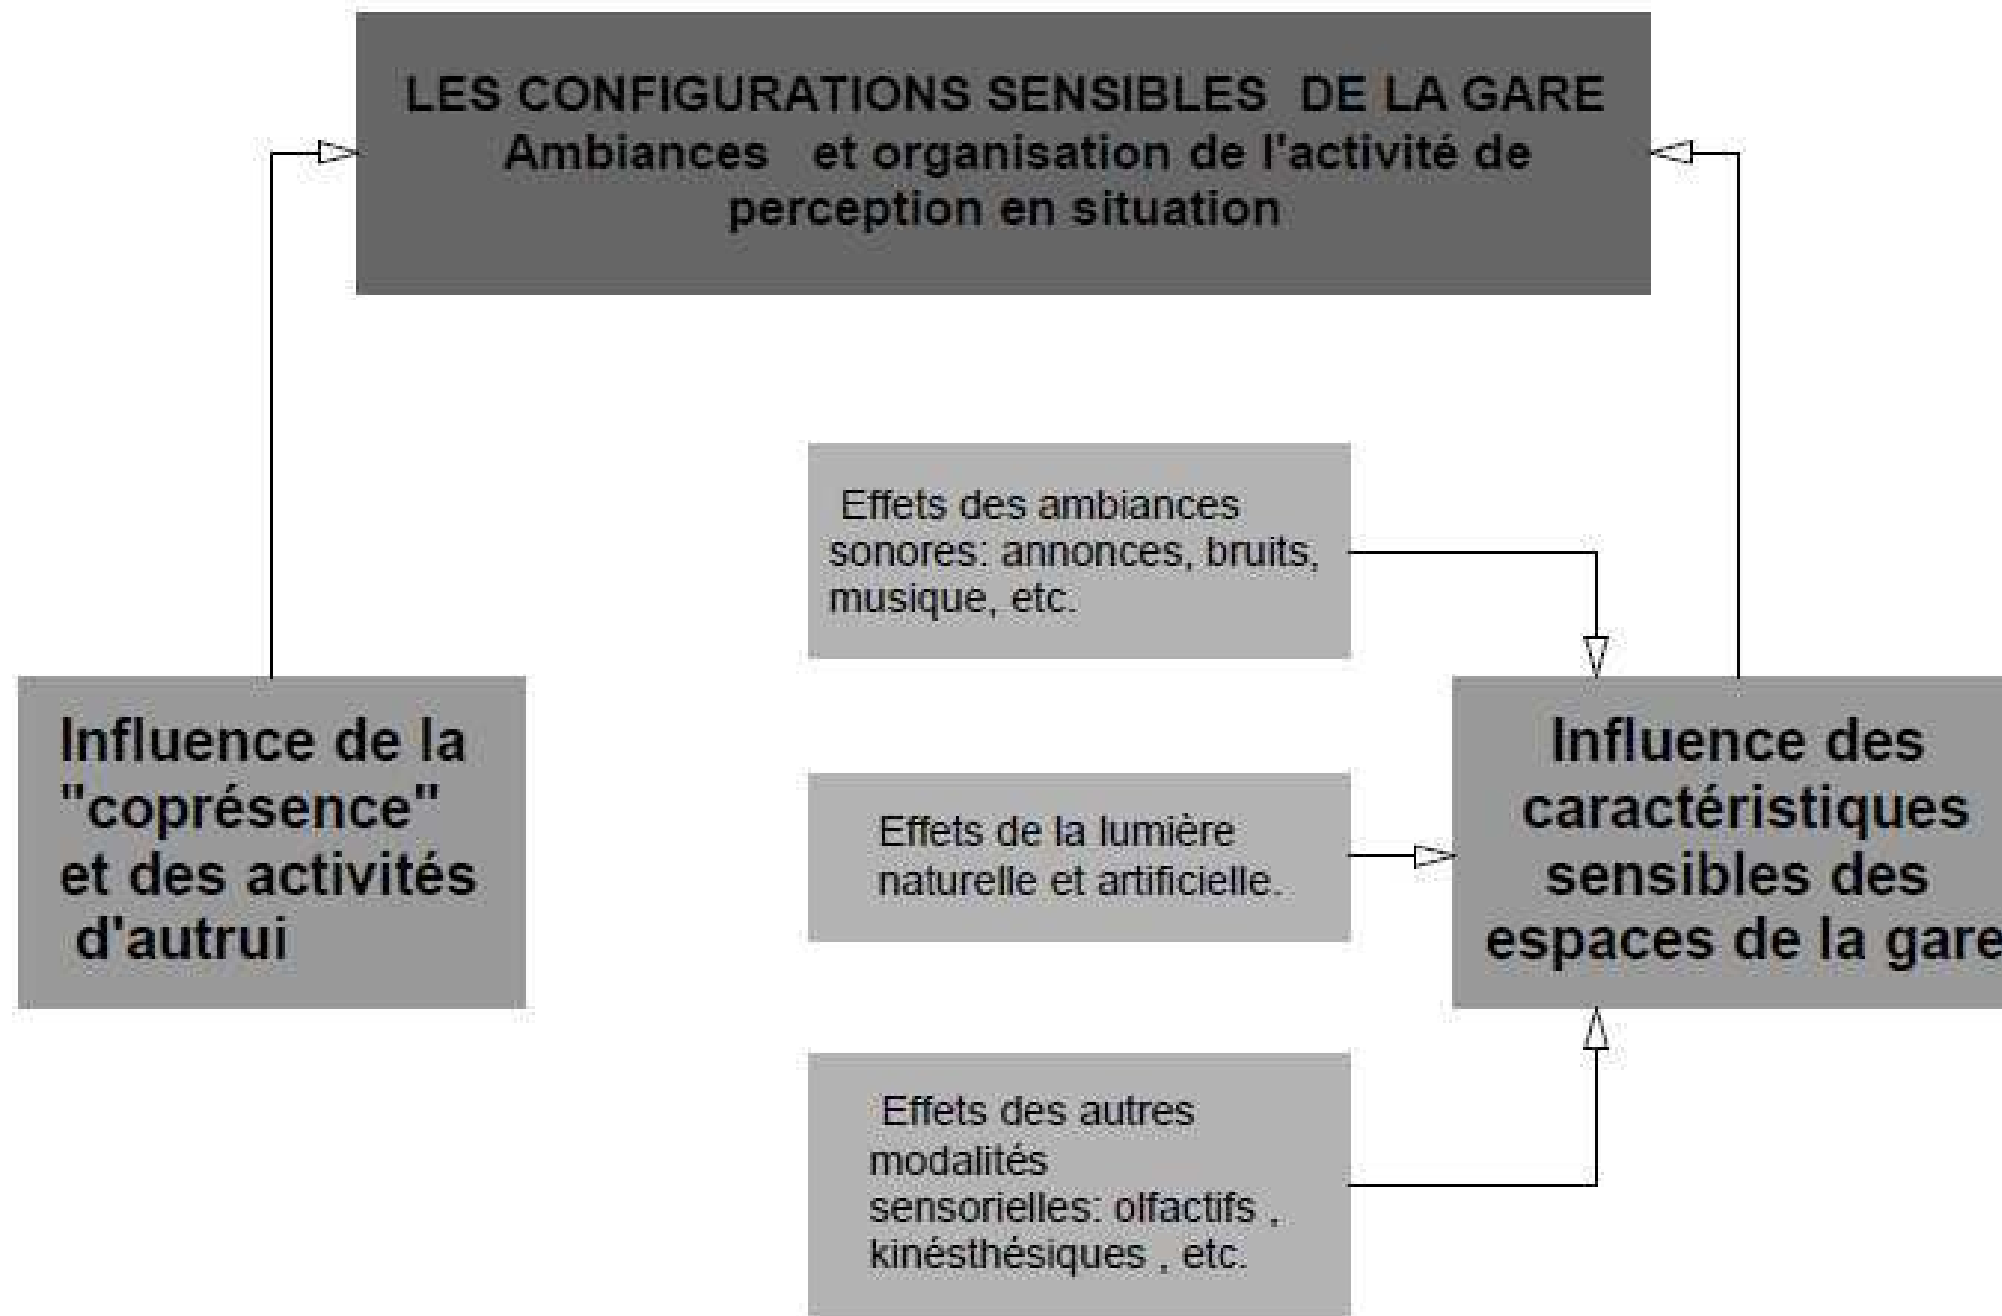 LES CONFIGURATIONS SENSIBLES DE LA GARE
Ambiances et organisation de l'activité de
perception en situation
Effets des ambiances
sonores: annonces, bruits,
musique, etc.
Influence de la
"coprésence"
et des activités
d'autrui
Effets de la lumière
naturelle et artificielle.
Influence des
caractéristiques
sensibles des
espaces de la gare
Effets des autres
modalités
sensorielles: olfactifs ,
kinésthésiques , etc.